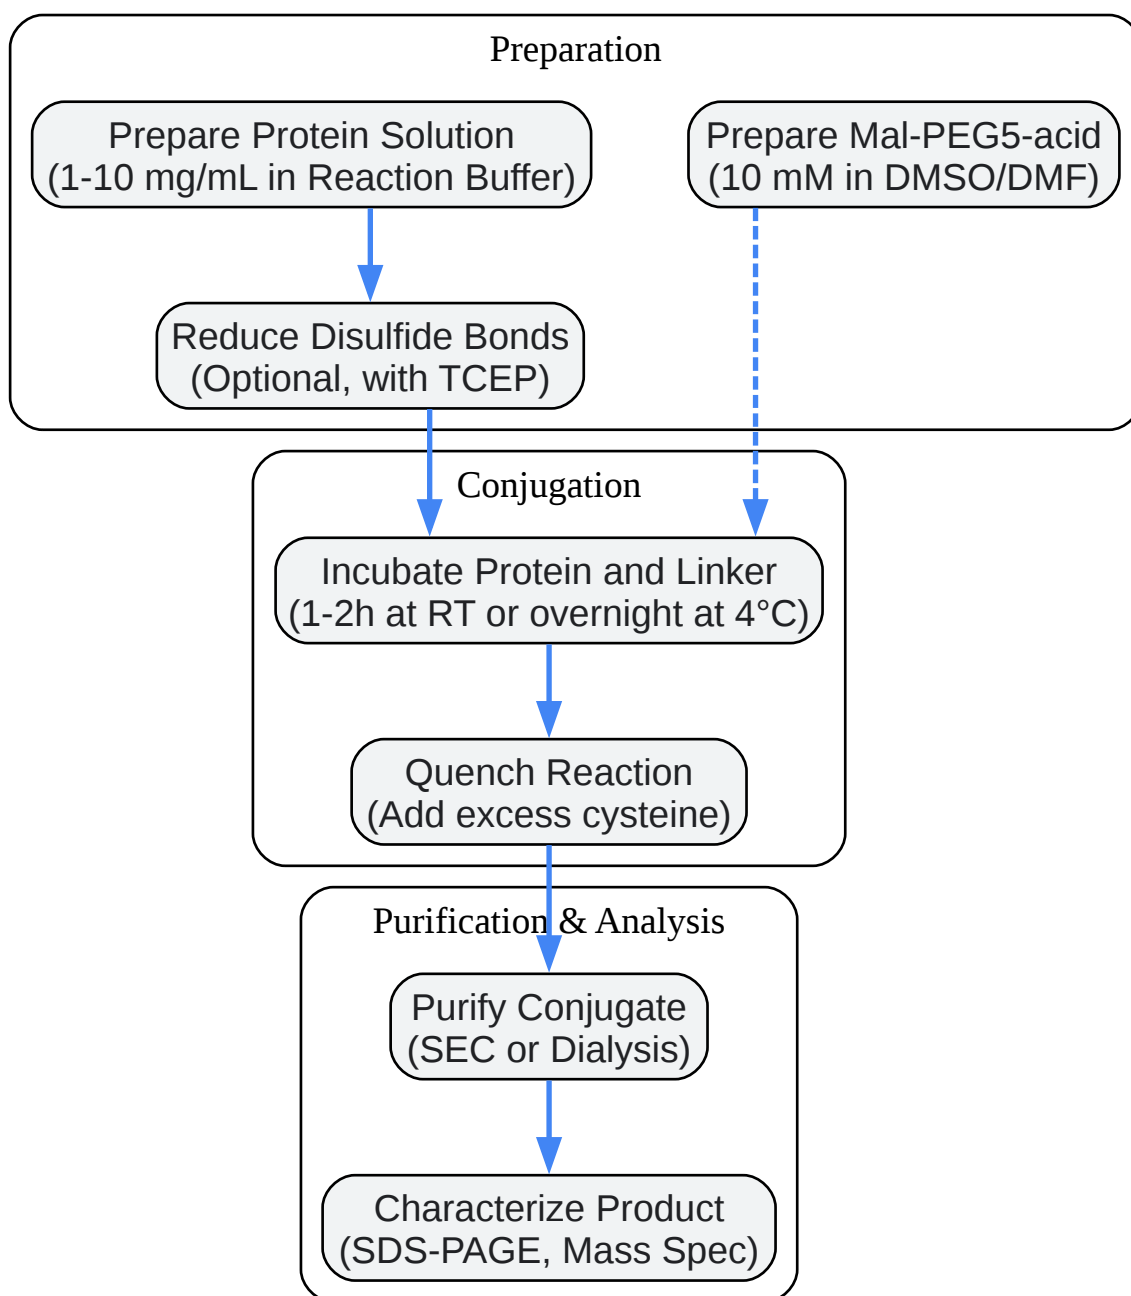 Preparation
Prepare Protein Solution
(1-10 mg/mL in Reaction Buffer)
Prepare Mal-PEG5-acid
(10 mM in DMSO/DMF)
Reduce Disulfide Bonds
(Optional, with TCEP)
Conjugation
Incubate Protein and Linker
(1-2h at RT or overnight at 4°C)
Quench Reaction
(Add excess cysteine)
Purification & Analysis
Purify Conjugate
(SEC or Dialysis)
Characterize Product
(SDS-PAGE, Mass Spec)